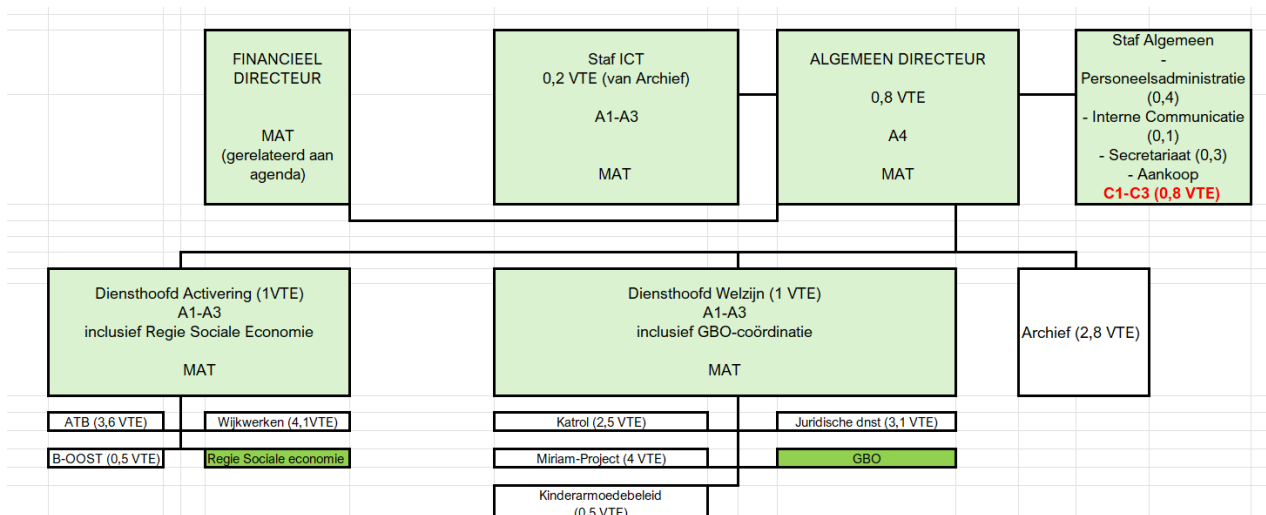 FINANCIEEL
DIRECTEUR
MAT
(gerelateerd aan
agenda)
Staf ICT
0,2 VTE (van Archief)
A1-A3
MAT
ALGEMEEN DIRECTEUR
0,8 VTE
A4
MAT
Staf Algemeen
-
Personeelsadministratie
(0,4)
- Interne Communicatie
(0,1)
- Secretariaat (0,3)
- Aankoop
C1-C3 (0,8 VTE)
Diensthoofd Activering (1VTE)
A1-A3
inclusief Regie Sociale Economie
MAT
Diensthoofd Welzijn (1 VTE)
A1-A3
inclusief GBO-coördinatie
MAT
Archief (2,8 VTE)
ATB (3,6 VTE)
Wijkwerken (4,1VTE)
B-OOST (0,5 VTE)
Regie Sociale economie
Katrol (2,5 VTE)
Juridische dnst (3,1 VTE)
Miriam-Project (4 VTE)
GBO
Kinderarmoedebeleid
(0,5 VTE)